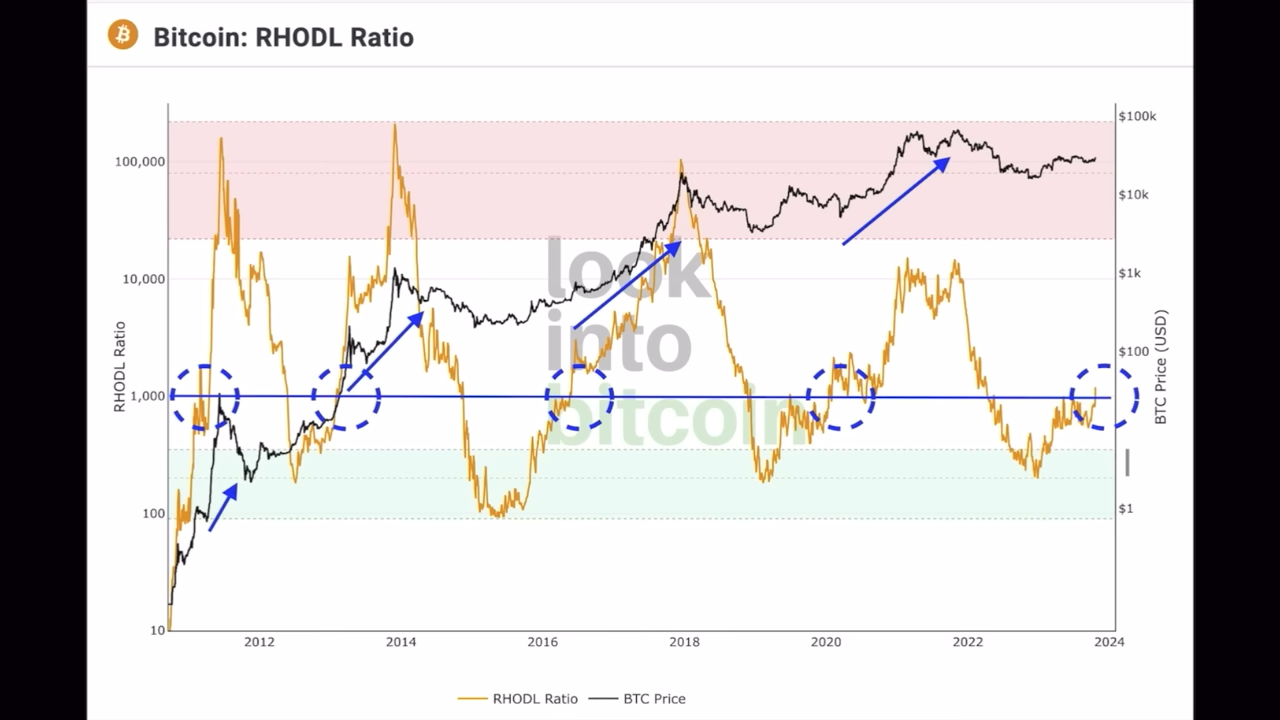 Bitcoin: RHODL Ratio
100,000
10,000
1,000
100
10
RHODL Ratio
$100k
$10k
$1k
$100
$1
BTC Price (USD)
look
into
bitcoin
2012
2014
2016
2018
2020
2022
2024
RHODL Ratio
BTC Price